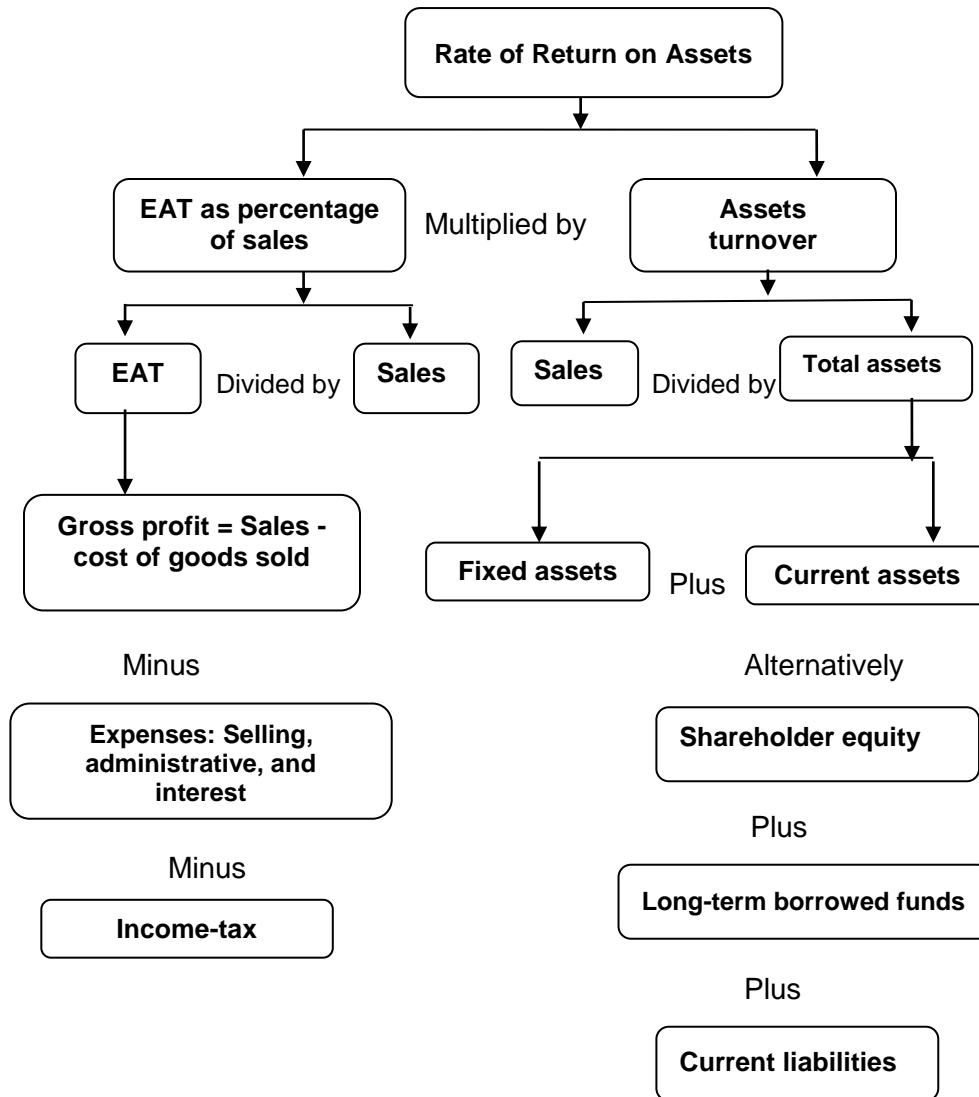 Rate of Return on Assets
EAT as percentage
of sales
Multiplied by
Assets
turnover
EAT
Divided by
Sales
Sales
Divided by
Total assets
Gross profit = Sales -
cost of goods sold
Fixed assets
Plus
Current assets
Minus
Alternatively
Expenses: Selling,
administrative, and
interest
Shareholder equity
Plus
Minus
Long-term borrowed funds
Income-tax
Plus
Current liabilities